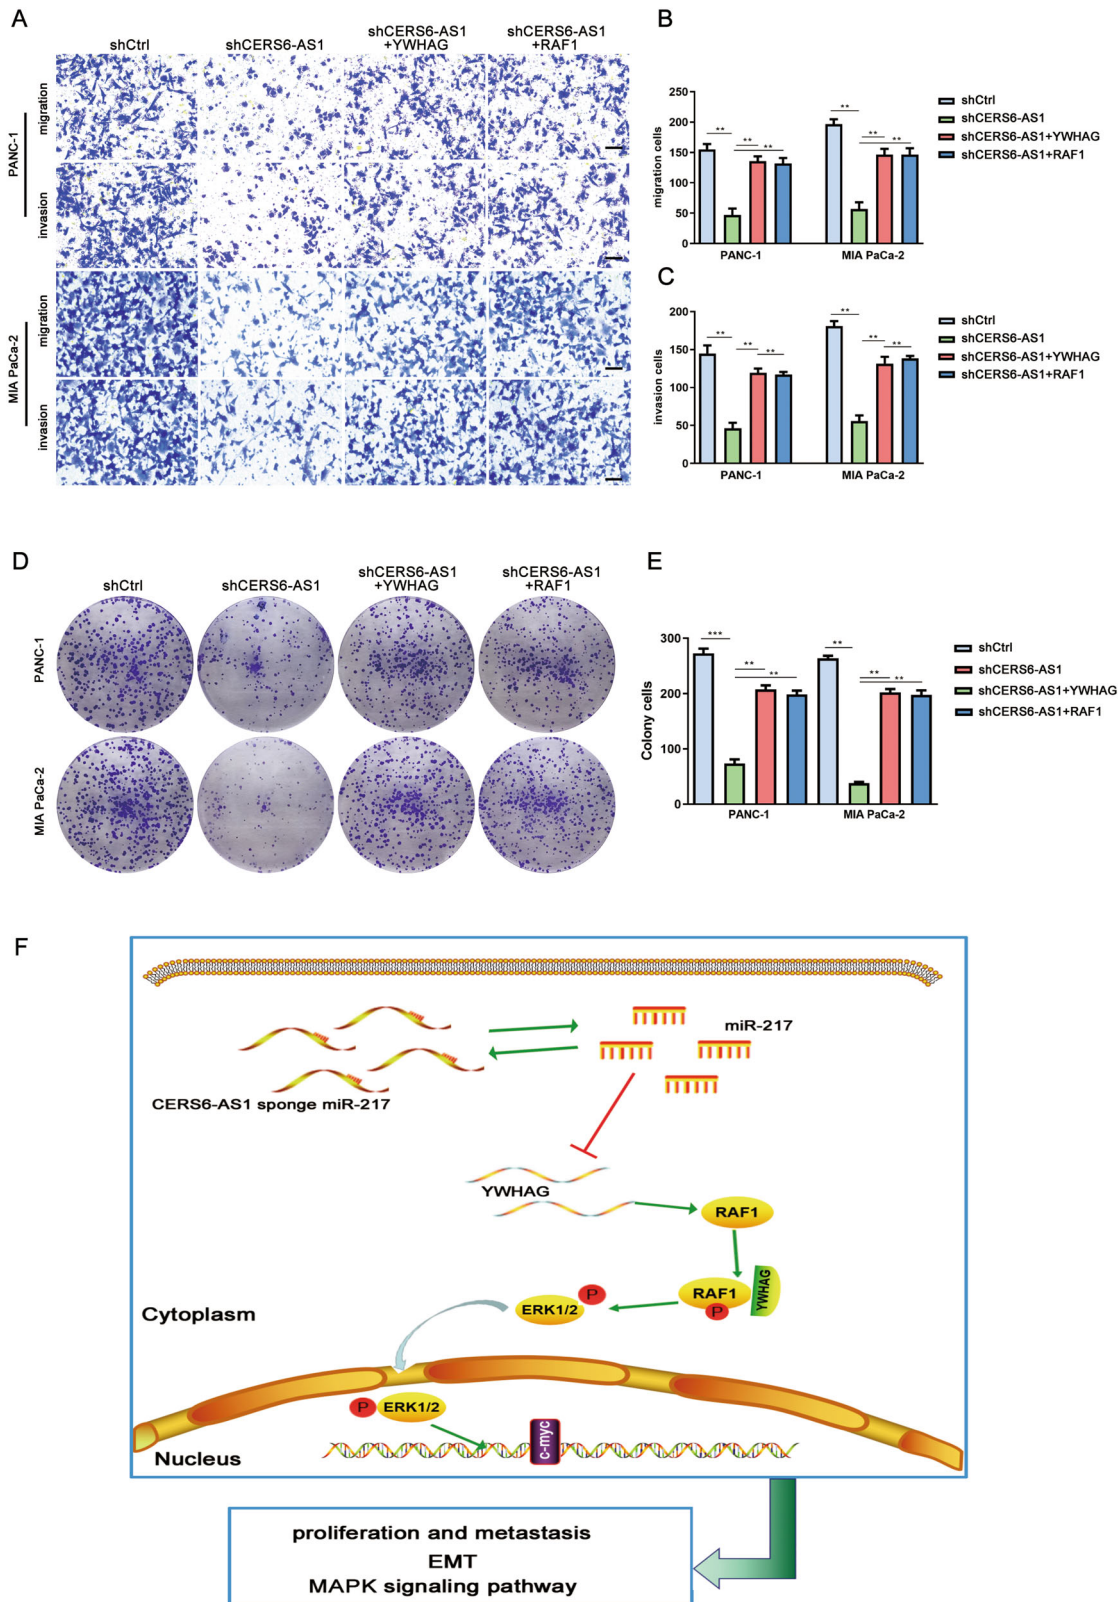 A
shCtrl
shCERS6-AS1
shCERS6-AS1
+YWHAG
shCERS6-AS1
+RAF1
PANC-1
migration
invasion
MIA PaCa-2
migration
invasion
B
migration cells
250
200
150
100
50
0
** ** **
** ** **
PANC-1
MIA PaCa-2
shCtrl
shCERS6-AS1
shCERS6-AS1+YWHAG
shCERS6-AS1+RAF1
C
invasion cells
200
150
100
50
0
** ** **
** ** **
PANC-1
MIA PaCa-2
shCtrl
shCERS6-AS1
shCERS6-AS1+YWHAG
shCERS6-AS1+RAF1
D
shCtrl
shCERS6-AS1
shCERS6-AS1
+YWHAG
shCERS6-AS1
+RAF1
PANC-1
MIA PaCa-2
E
Colony cells
300
200
100
0
*** ** **
** ** **
PANC-1
MIA PaCa-2
shCtrl
shCERS6-AS1
shCERS6-AS1+YWHAG
shCERS6-AS1+RAF1
F
miR-217
CERS6-AS1 sponge miR-217
YWHAG
RAF1
RAF1
P
YWHAG
ERK1/2
P
Cytoplasm
P
ERK1/2
c-myc
Nucleus
proliferation and metastasis
EMT
MAPK signaling pathway